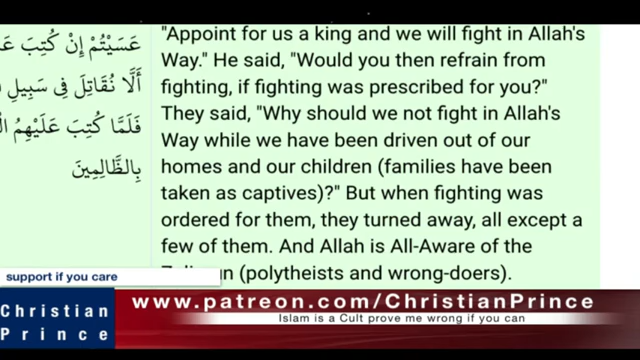 عَسَيْتُمْ إِنْ كُتِبَ
أَلَّا نُقَاتِلَ فِى سَبِيلِ
فَلَمَّا كُتِبَ عَلَيْهِمُ
بِالظَّالِمِينَ
"Appoint for us a king and we will fight in Allah's
Way." He said, "Would you then refrain from
fighting, if fighting was prescribed for you?"
They said, "Why should we not fight in Allah's
Way while we have been driven out of our
homes and our children (families have been
taken as captives)?" But when fighting was
ordered for them, they turned away, all except a
few of them. And Allah is All-Aware of the
(polytheists and wrong-doers).
support if you care
Christian
Prince
www.patreon.com/ChristianPrince
Islam is a Cult prove me wrong if you can